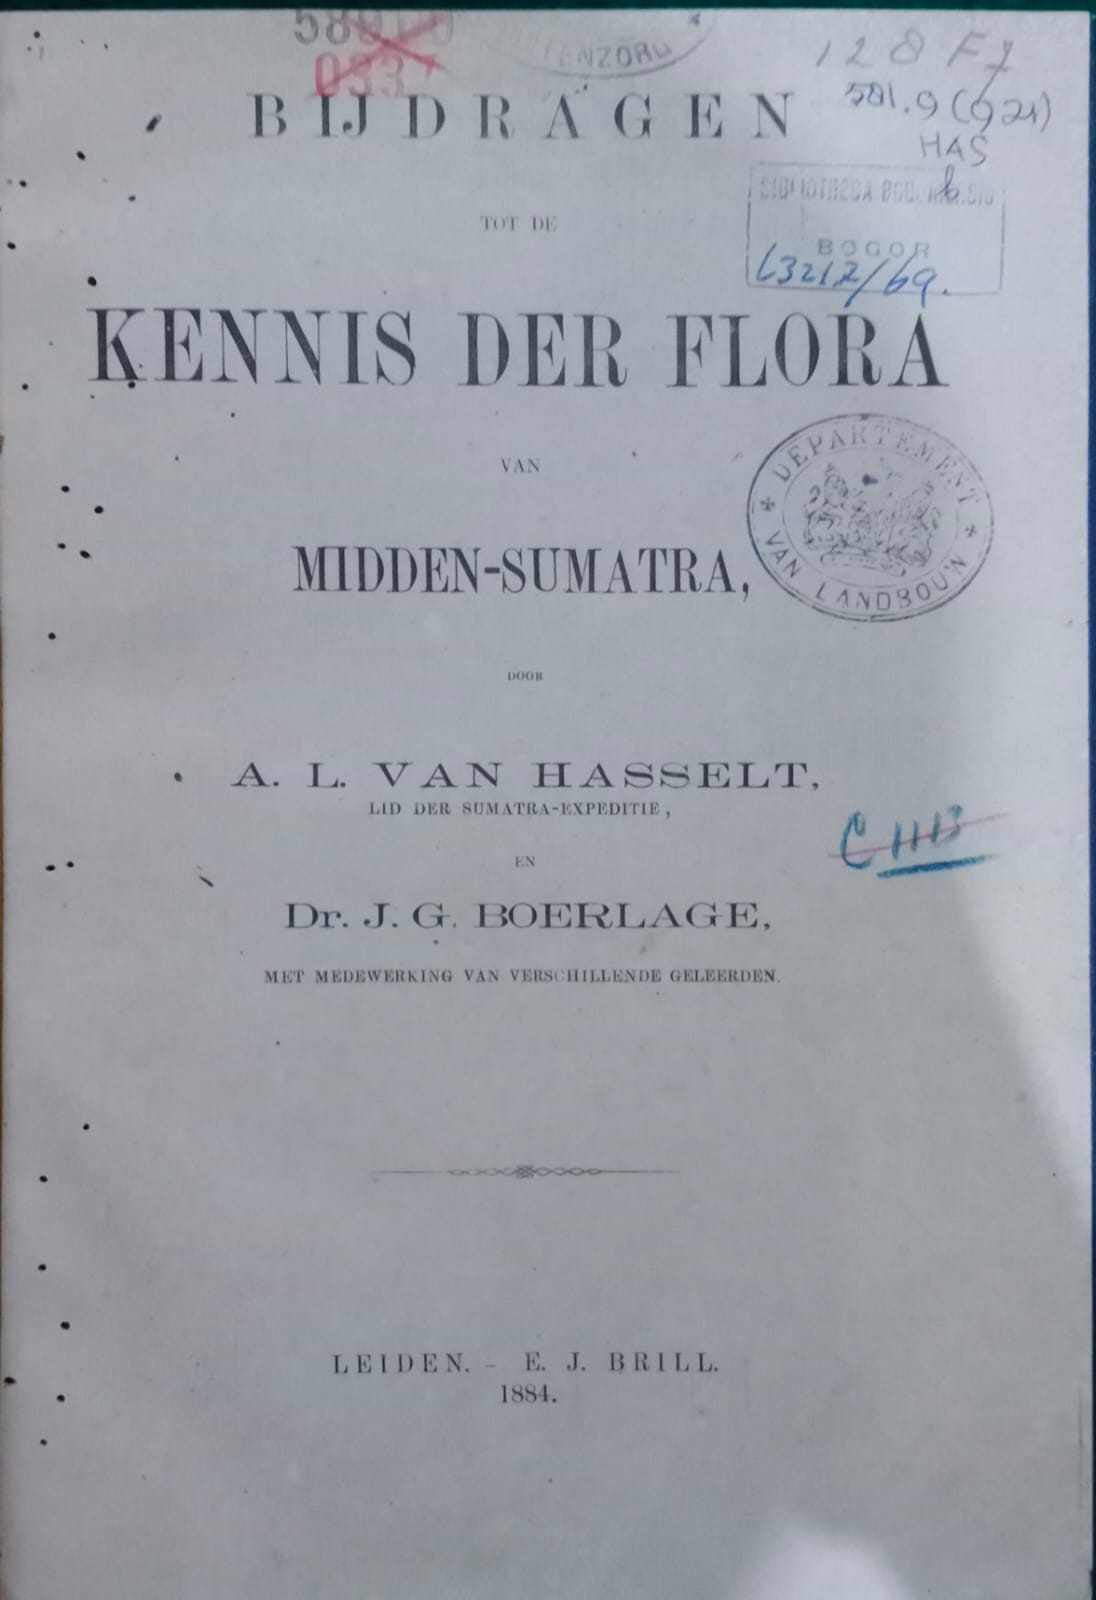 128 F7
BIJDRAGEN
581.9 (921)
HAS
b
TOT DE
BOGOR
KENNIS DER FLORA
VAN
DEPARTEMENT
VAN LANDBOUW
MIDDEN-SUMATRA,
DOOR
A. L. VAN HASSELT,
LID DER SUMATRA-EXPEDITIE,
C 1113
EN
Dr. J. G. BOERLAGE,
MET MEDEWERKING VAN VERSCHILLENDE GELEERDEN.
LEIDEN. – E. J. BRILL.
1884.